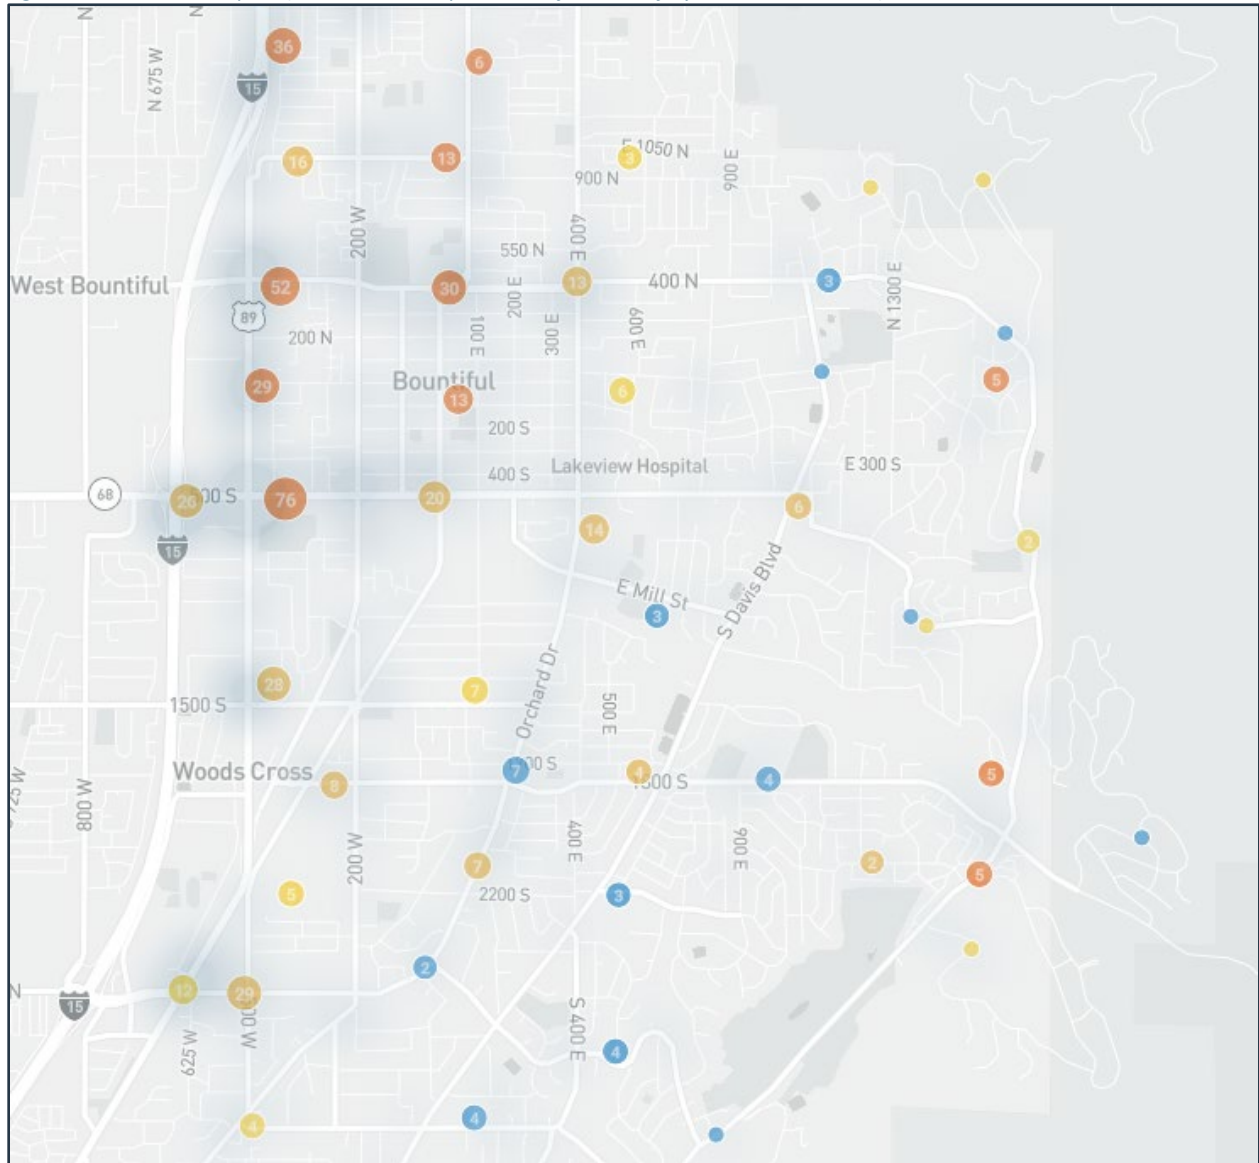 N
N
36
6
N 675 W
15
16
13
3
E 1050 N
900 N
900 E
200 W
400 E
550 N
West Bountiful
52
30
200 E
13
400 N
3
N 1300 E
89
200 N
100 E
300 E
600 E
29
Bountiful
13
6
5
200 S
Lakeview Hospital
E 300 S
400 S
68
26
500 S
76
20
6
14
2
15
E Mill St
3
S Davis Blvd
28
7
Orchard Dr
500 E
1500 S
Woods Cross
8
7
4
1800 S
4
5
800 W
200 W
400 E
900 E
7
2
5
5
2200 S
3
2
N
15
12
29
625 W
S 400 E
4
4
4